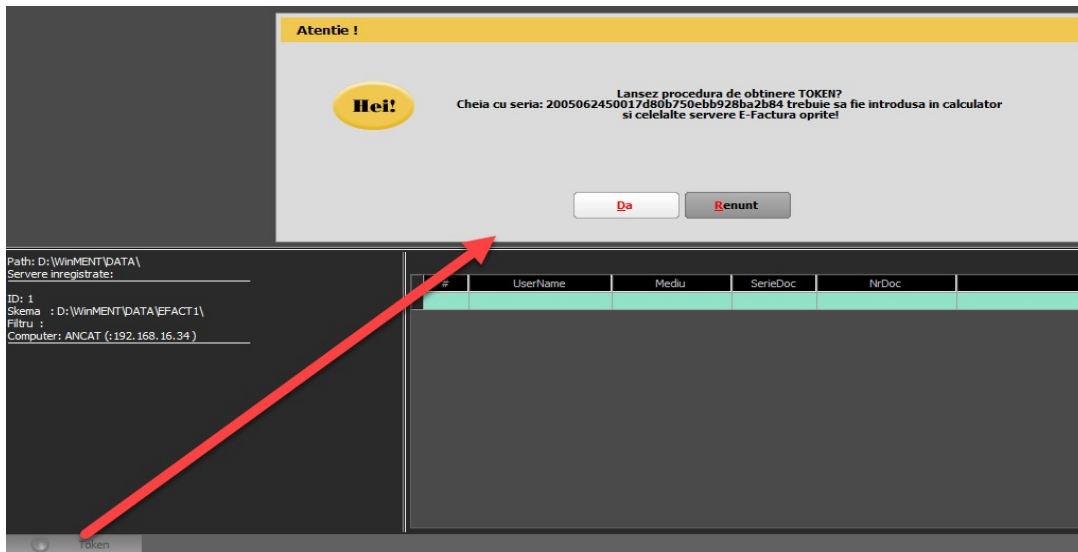 Atentie !
Hei!
Lansez procedura de obtinere TOKEN?
Cheia cu seria: 2005062450017d80b750ebb928ba2b84 trebuie sa fie introdusa in calculator
si celelalte servere E-Factura oprite!
Da
Renunt
Path: D:\WinMENT\DATA\
Servere inregistrate:
ID: 1
Skema : D:\WinMENT\DATA\EFACT1\
Filtru :
Computer: ANCAT (:192.168.16.34 )
# UserName Mediu SerieDoc NrDoc
Token